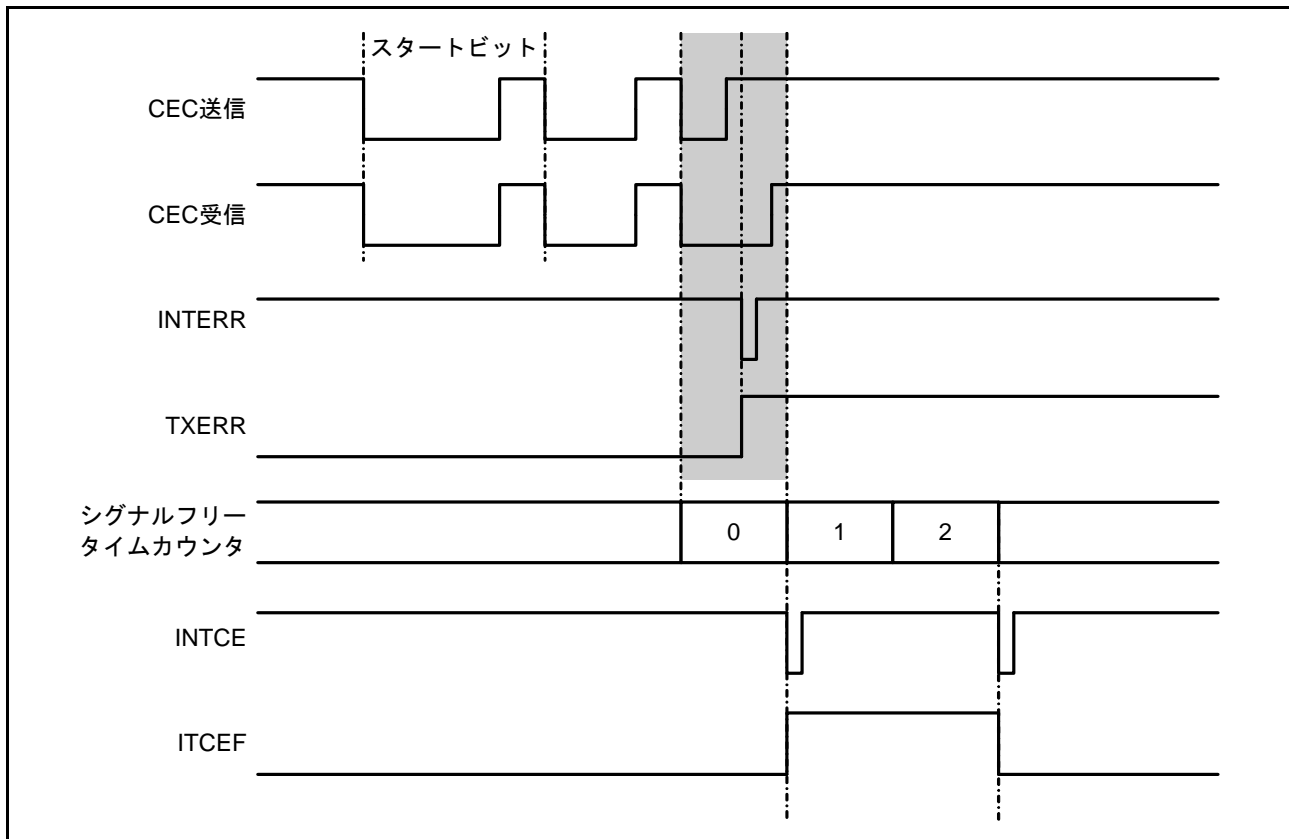 スタートビット
CEC送信
CEC受信
INTERR
TXERR
シグナルフリー
タイムカウンタ
0
1
2
INTCE
ITCEF